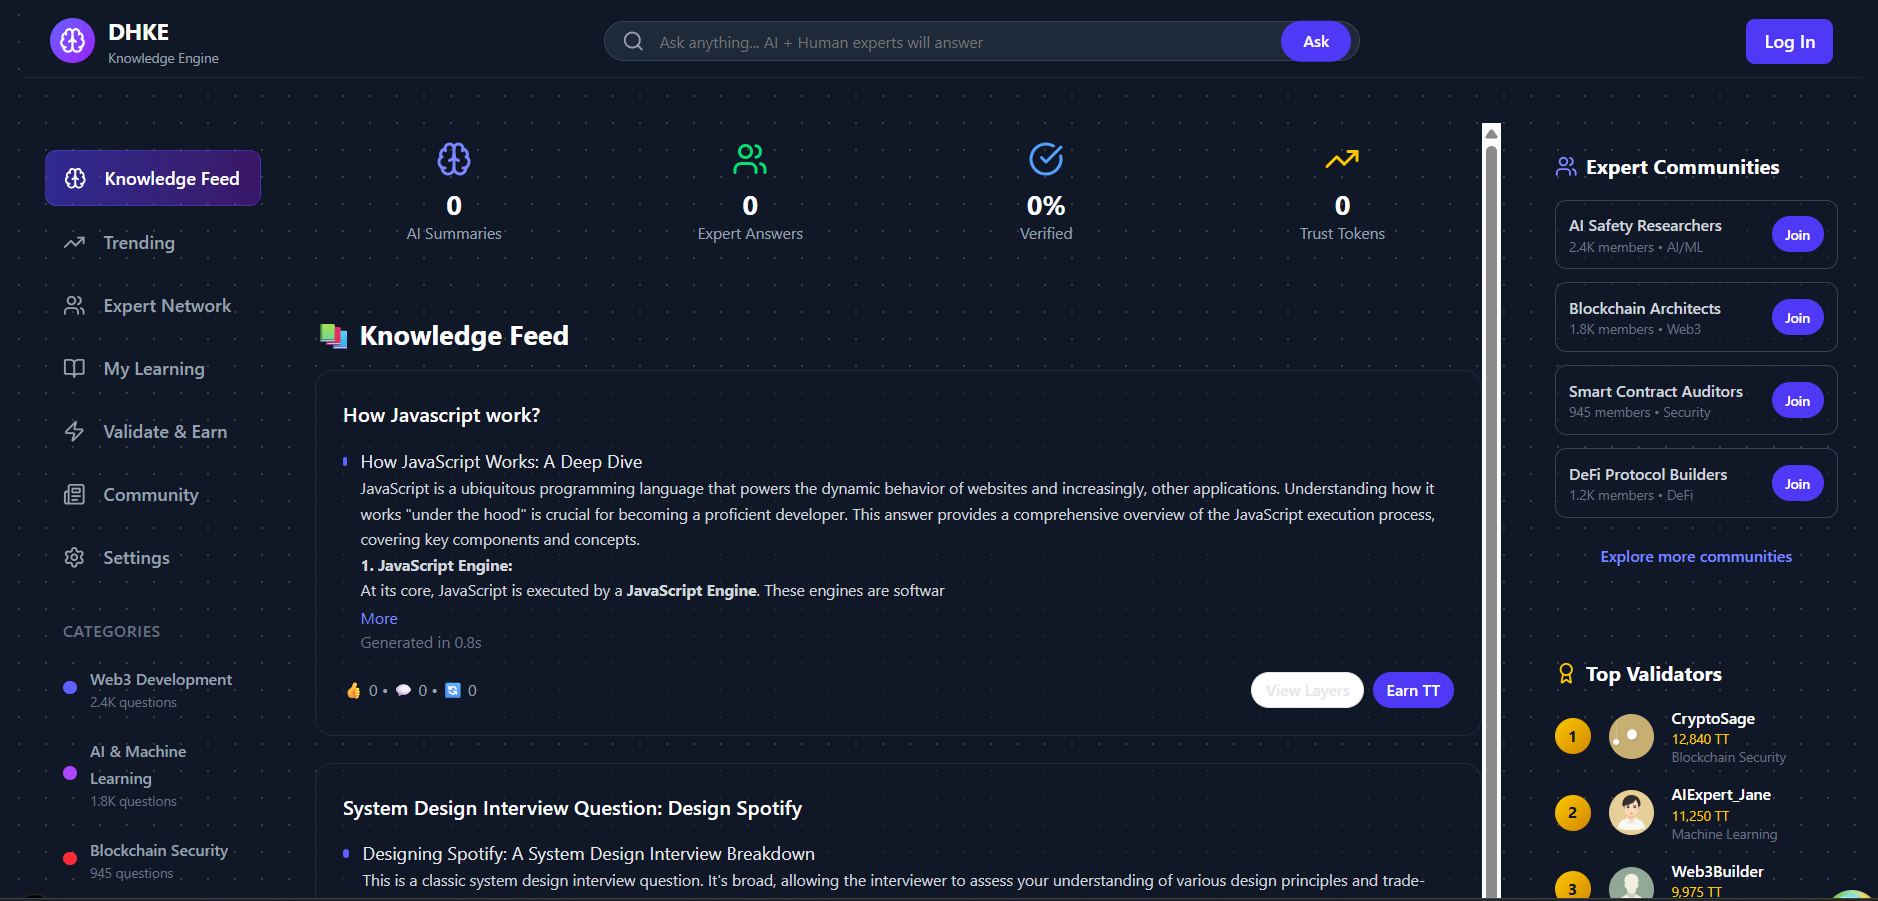 DHKE
Knowledge Engine
Ask anything... AI + Human experts will answer
Ask
Log In
Knowledge Feed
Trending
Expert Network
My Learning
Validate & Earn
Community
Settings
CATEGORIES
Web3 Development
2.4K questions
AI & Machine
Learning
1.8K questions
Blockchain Security
945 questions
0
AI Summaries
0
Expert Answers
0%
Verified
0
Trust Tokens
Knowledge Feed
How Javascript work?
How JavaScript Works: A Deep Dive
JavaScript is a ubiquitous programming language that powers the dynamic behavior of websites and increasingly, other applications. Understanding how it
works "under the hood" is crucial for becoming a proficient developer. This answer provides a comprehensive overview of the JavaScript execution process,
covering key components and concepts.
1. JavaScript Engine:
At its core, JavaScript is executed by a JavaScript Engine. These engines are softwar
More
Generated in 0.8s
👍 0 • 💬 0 • 🔄 0
View Layers
Earn TT
System Design Interview Question: Design Spotify
Designing Spotify: A System Design Interview Breakdown
This is a classic system design interview question. It's broad, allowing the interviewer to assess your understanding of various design principles and trade-
Expert Communities
AI Safety Researchers
2.4K members • AI/ML
Join
Blockchain Architects
1.8K members • Web3
Join
Smart Contract Auditors
945 members • Security
Join
DeFi Protocol Builders
1.2K members • DeFi
Join
Explore more communities
Top Validators
1
CryptoSage
12,840 TT
Blockchain Security
2
AIExpert_Jane
11,250 TT
Machine Learning
3
Web3Builder
9,975 TT